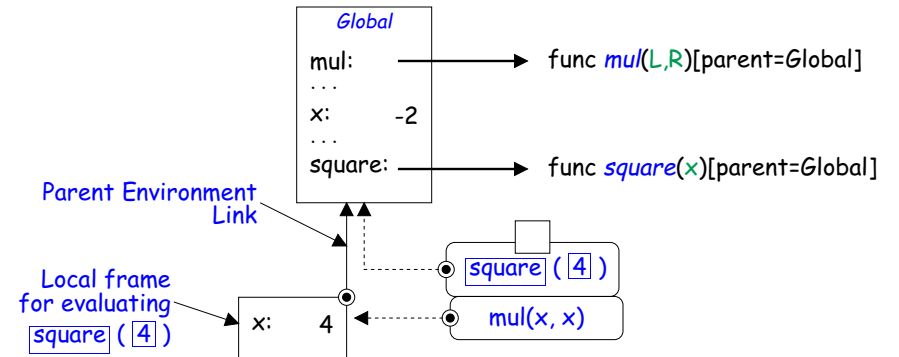 Global
mul:
func mul(L,R)[parent=Global]
. . .
x: -2
. . .
square:
func square(x)[parent=Global]
Parent Environment
Link
square ( 4 )
mul(x, x)
Local frame
for evaluating
square ( 4 )
x: 4